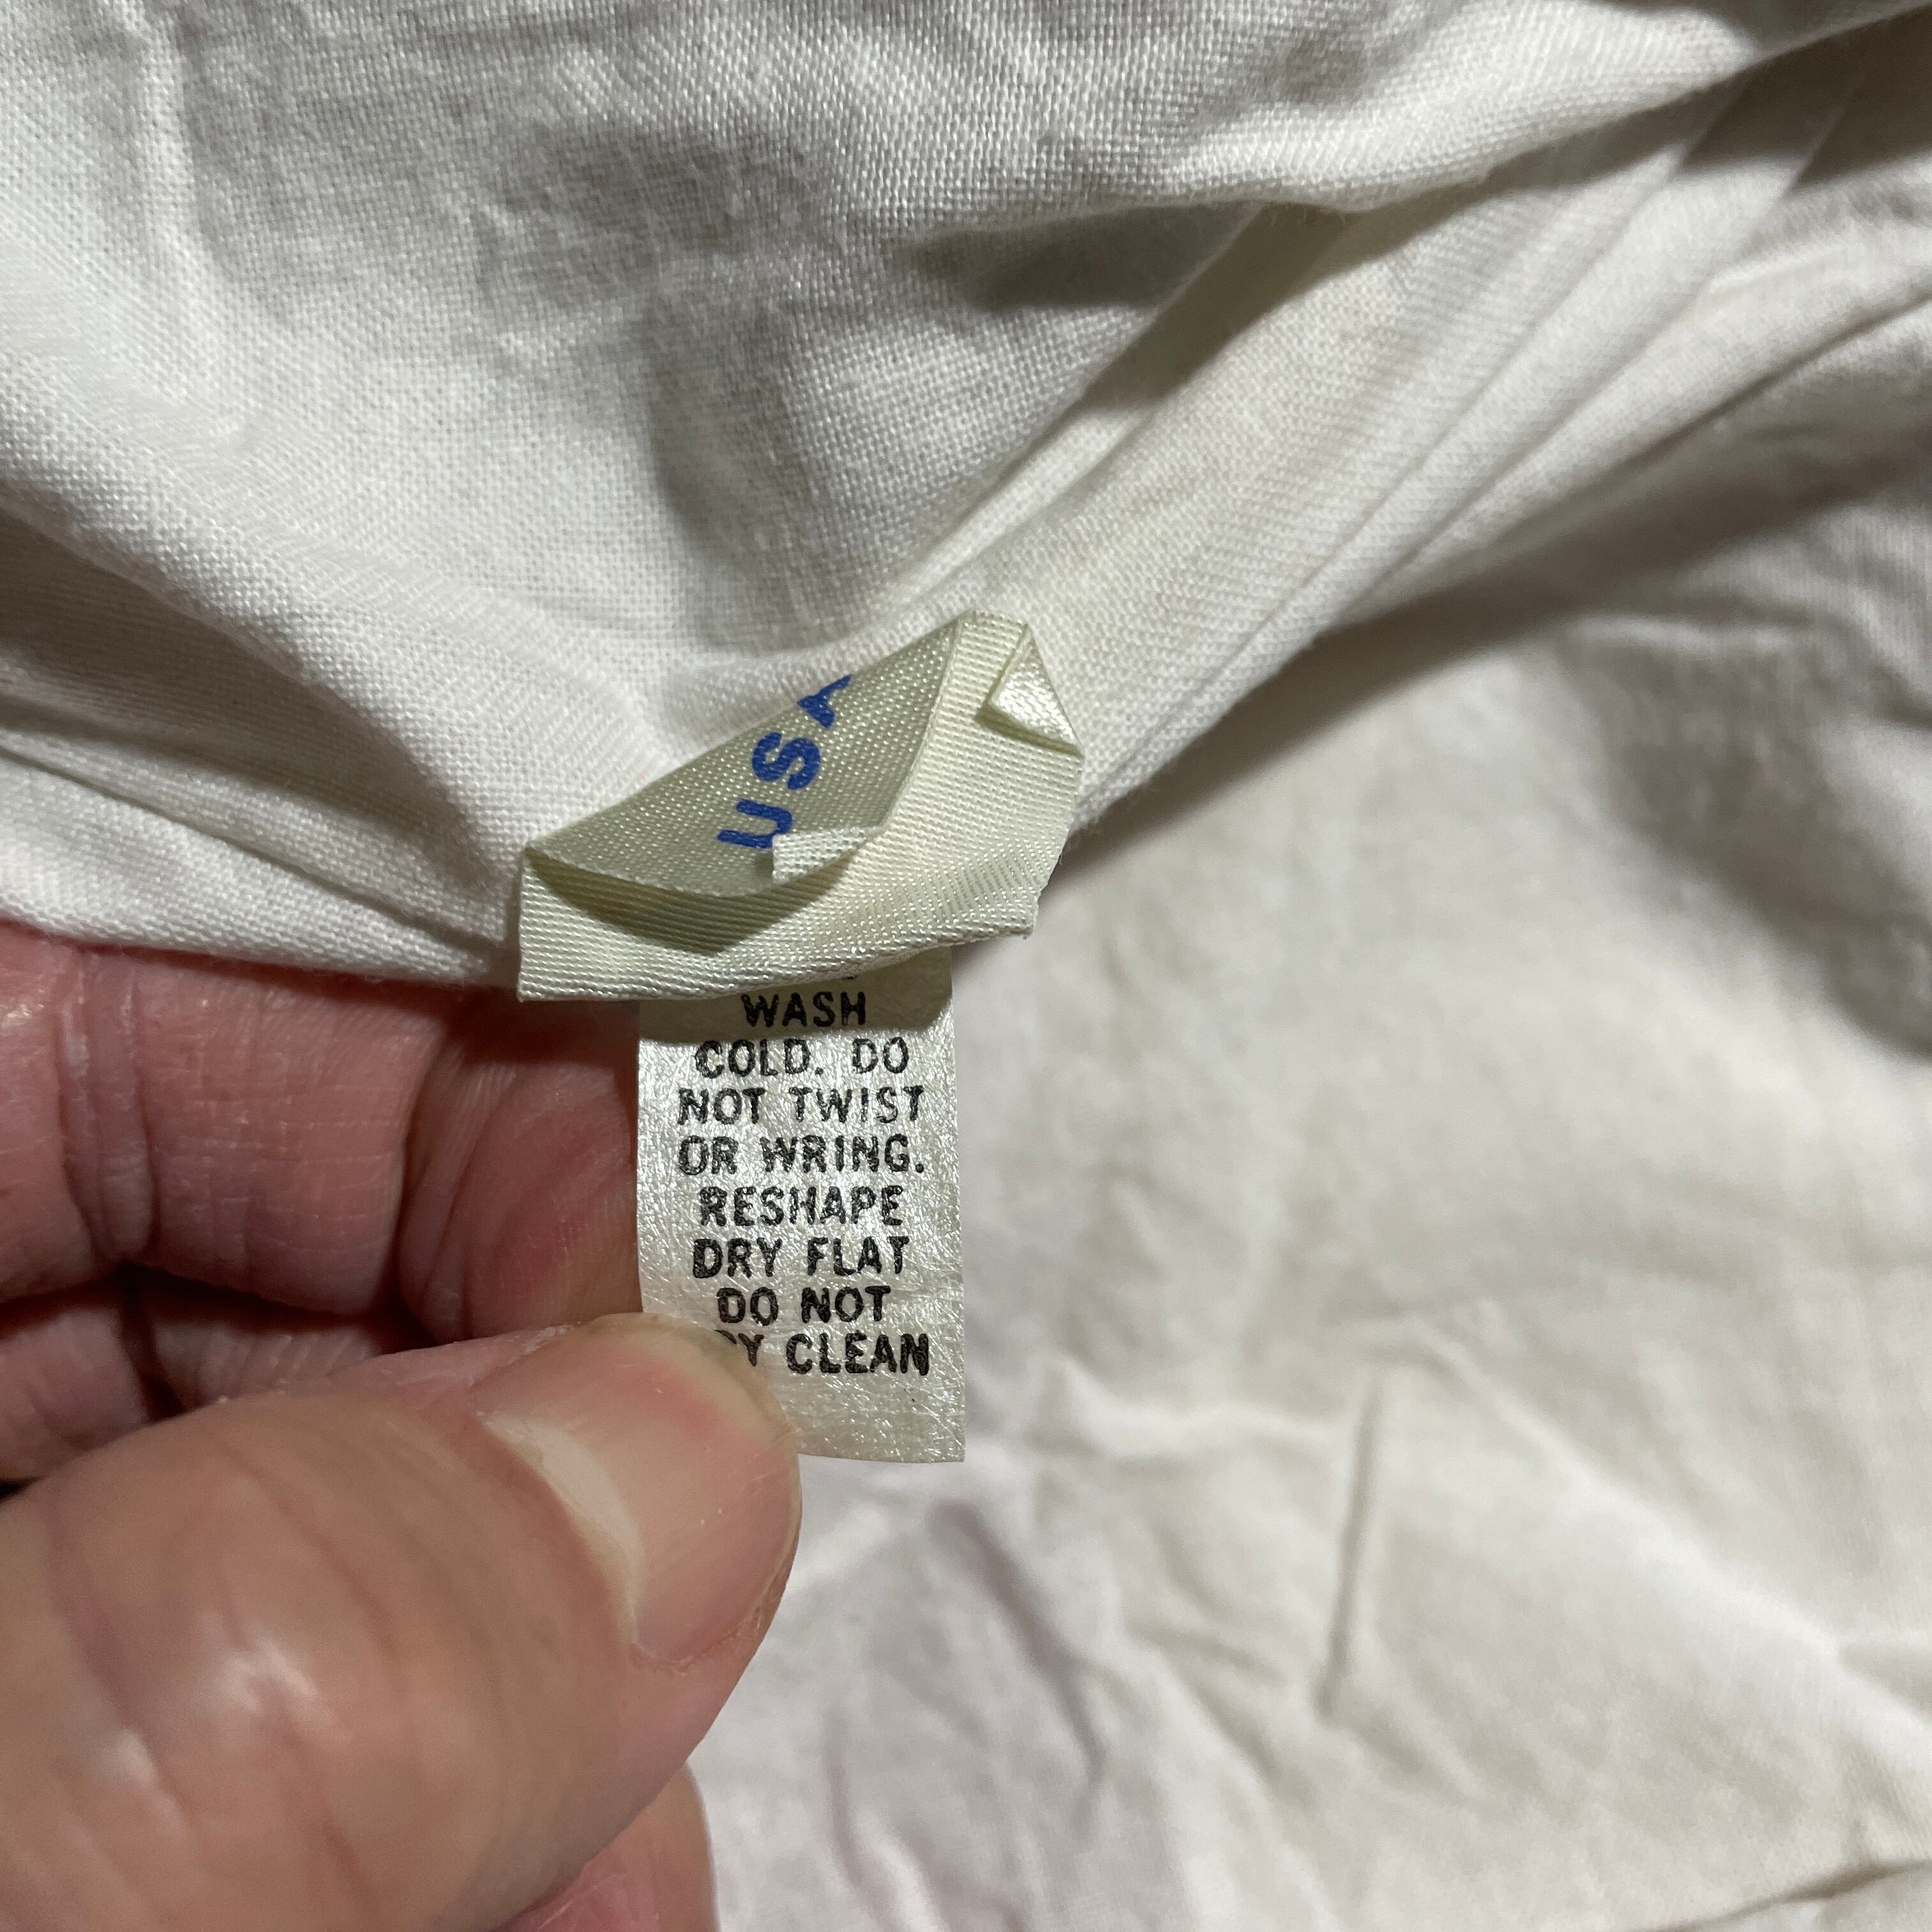 USA
WASH
COLD. DO
NOT TWIST
OR WRING.
RESHAPE
DRY FLAT
DO NOT
CLEAN